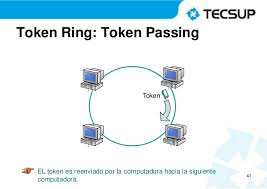 TECSUP
Token Ring: Token Passing
Token
EL token es reenviado por la computadora hacia la siguiente
computadora.
41